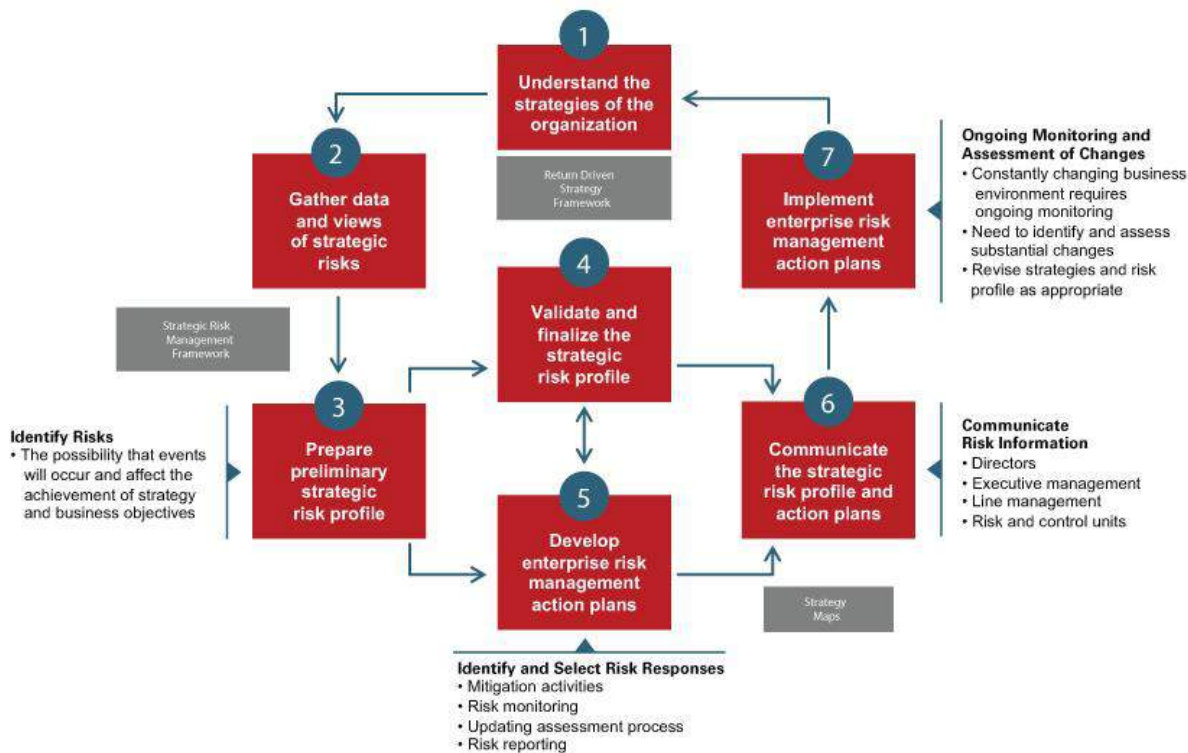 1
Understand the
strategies of the
organization
Return Driven
Strategy
Framework
2
Gather data
and views
of strategic
risks
Strategic Risk
Management
Framework
3
Prepare
preliminary
strategic
risk profile
Identify Risks
• The possibility that events
will occur and affect the
achievement of strategy
and business objectives
4
Validate and
finalize the
strategic
risk profile
5
Develop
enterprise risk
management
action plans
Identify and Select Risk Responses
• Mitigation activities
• Risk monitoring
• Updating assessment process
• Risk reporting
6
Communicate
the strategic
risk profile and
action plans
Strategy
Maps
Communicate
Risk Information
• Directors
• Executive management
• Line management
• Risk and control units
7
Implement
enterprise risk
management
action plans
Ongoing Monitoring and
Assessment of Changes
• Constantly changing business
environment requires
ongoing monitoring
• Need to identify and assess
substantial changes
• Revise strategies and risk
profile as appropriate